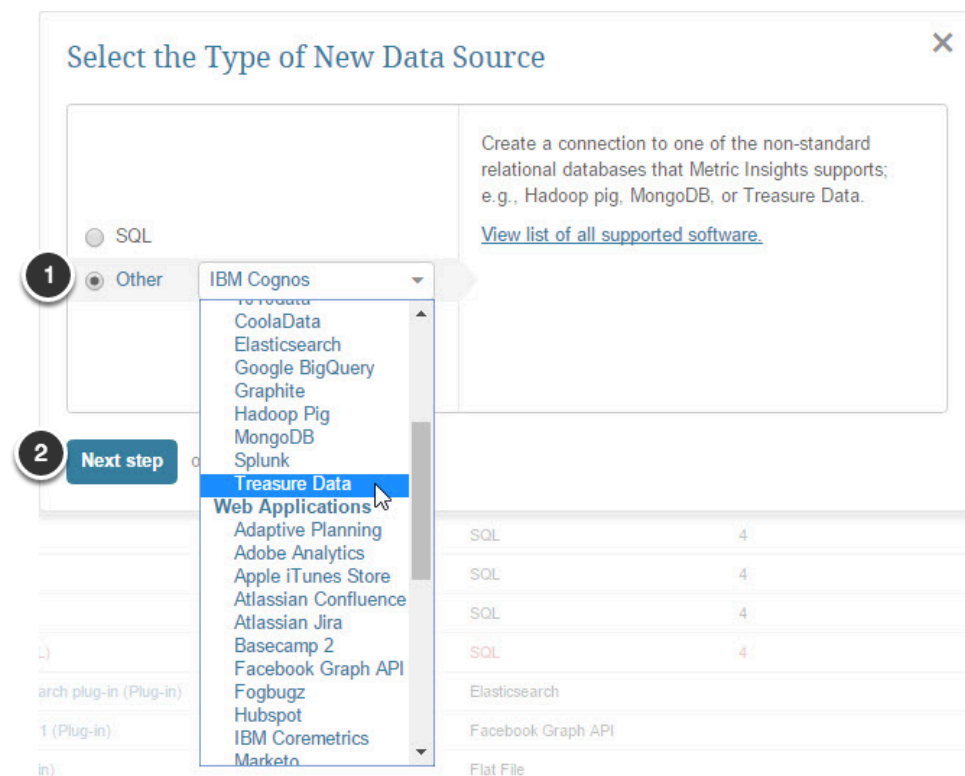 Select the Type of New Data Source
Create a connection to one of the non-standard
relational databases that Metric Insights supports;
e.g., Hadoop pig, MongoDB, or Treasure Data.
View list of all supported software.
SQL
1
Other
IBM Cognos
1010data
CoolaData
Elasticsearch
Google BigQuery
Graphite
Hadoop Pig
MongoDB
Splunk
Treasure Data
Web Applications
Adaptive Planning
Adobe Analytics
Apple iTunes Store
Atlassian Confluence
Atlassian Jira
Basecamp 2
Facebook Graph API
Fogbugz
Hubspot
IBM Coremetrics
Marketo
2
Next step
SQL 4
SQL 4
SQL 4
L) SQL 4
arch plug-in (Plug-in) Elasticsearch
1 (Plug-in) Facebook Graph API
in) Flat File